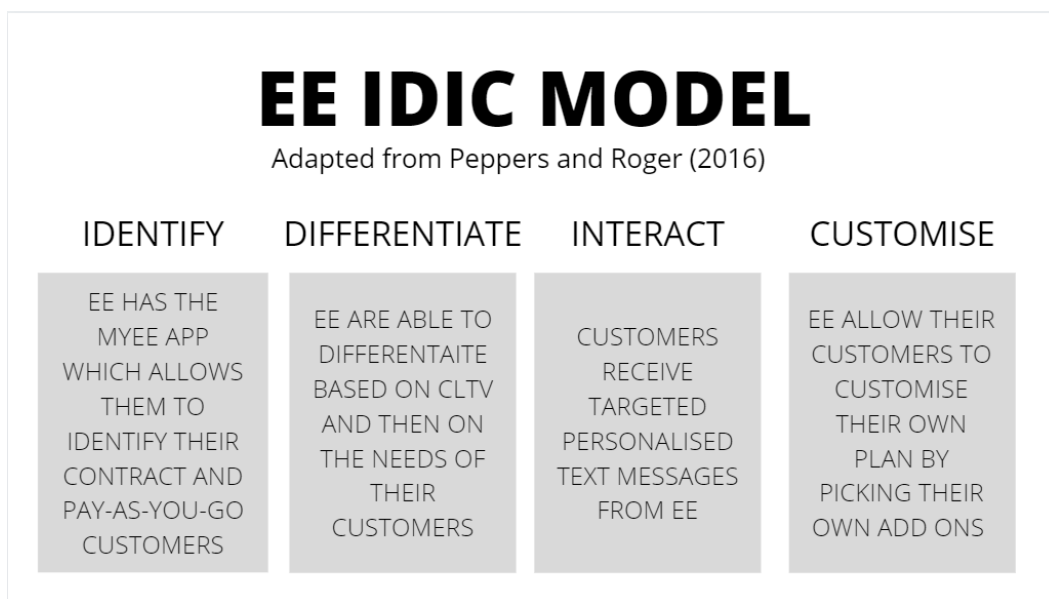 EE IDIC MODEL
Adapted from Peppers and Roger (2016)
IDENTIFY
EE HAS THE
MYEE APP
WHICH ALLOWS
THEM TO
IDENTIFY THEIR
CONTRACT AND
PAY-AS-YOU-GO
CUSTOMERS
DIFFERENTIATE
EE ARE ABLE TO
DIFFERENTAITE
BASED ON CLTV
AND THEN ON
THE NEEDS OF
THEIR
CUSTOMERS
INTERACT
CUSTOMERS
RECEIVE
TARGETED
PERSONALISED
TEXT MESSAGES
FROM EE
CUSTOMISE
EE ALLOW THEIR
CUSTOMERS TO
CUSTOMISE
THEIR OWN
PLAN BY
PICKING THEIR
OWN ADD ONS